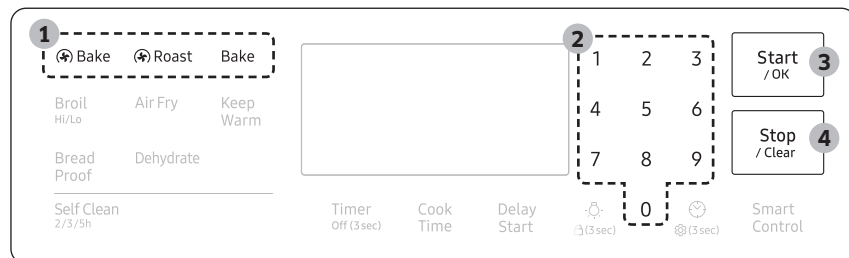 1
2
Bake Roast Bake
1 2 3
Start
/ OK
3
Broil
Hi/Lo
Air Fry
Keep
Warm
4 5 6
Stop
/ Clear
4
Bread
Proof
Dehydrate
7 8 9
Self Clean
2/3/5h
Timer
Off (3 sec)
Cook
Time
Delay
Start
(3 sec)
0
(3 sec)
Smart
Control